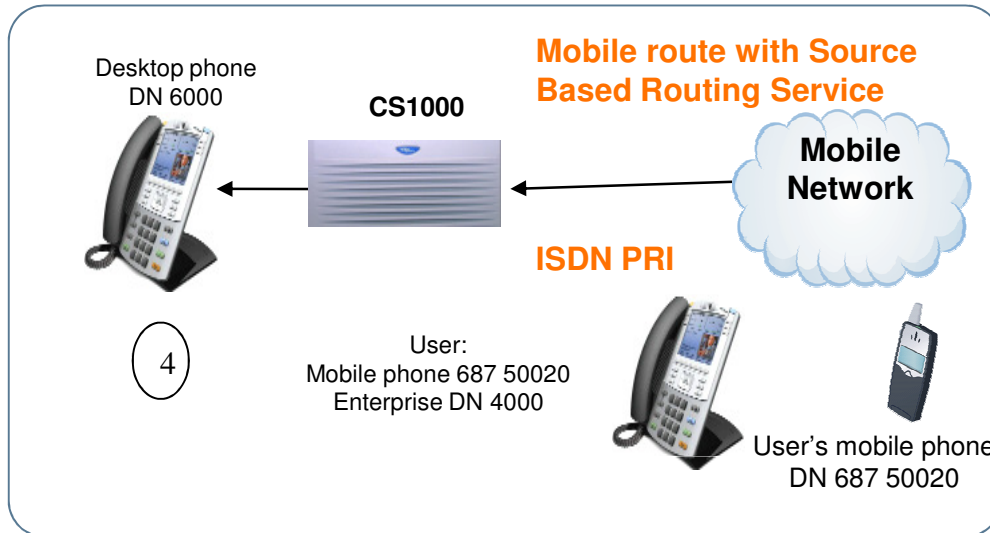 Mobile route with Source
Based Routing Service
Desktop phone
DN 6000
CS1000
Mobile
Network
ISDN PRI
4
User:
Mobile phone 687 50020
Enterprise DN 4000
User's mobile phone
DN 687 50020